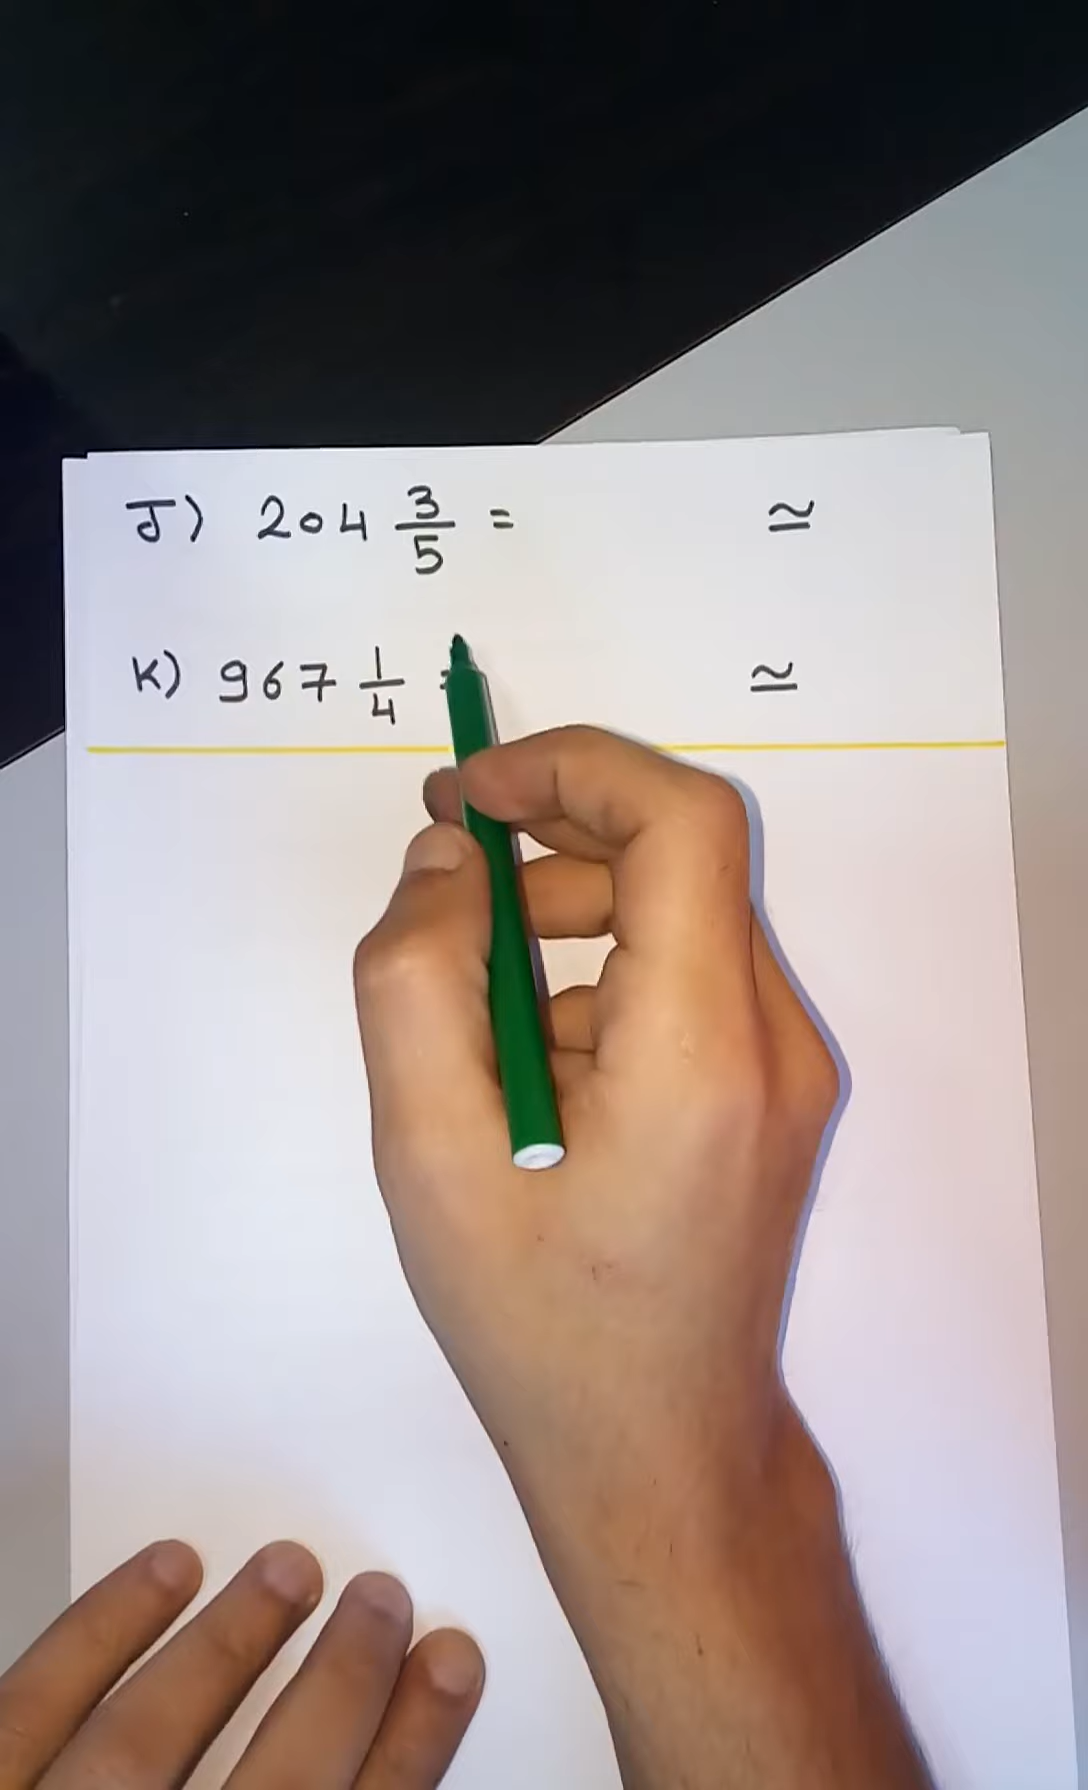 J) 204 3/5 = ≅
K) 967 1/4 = ≅